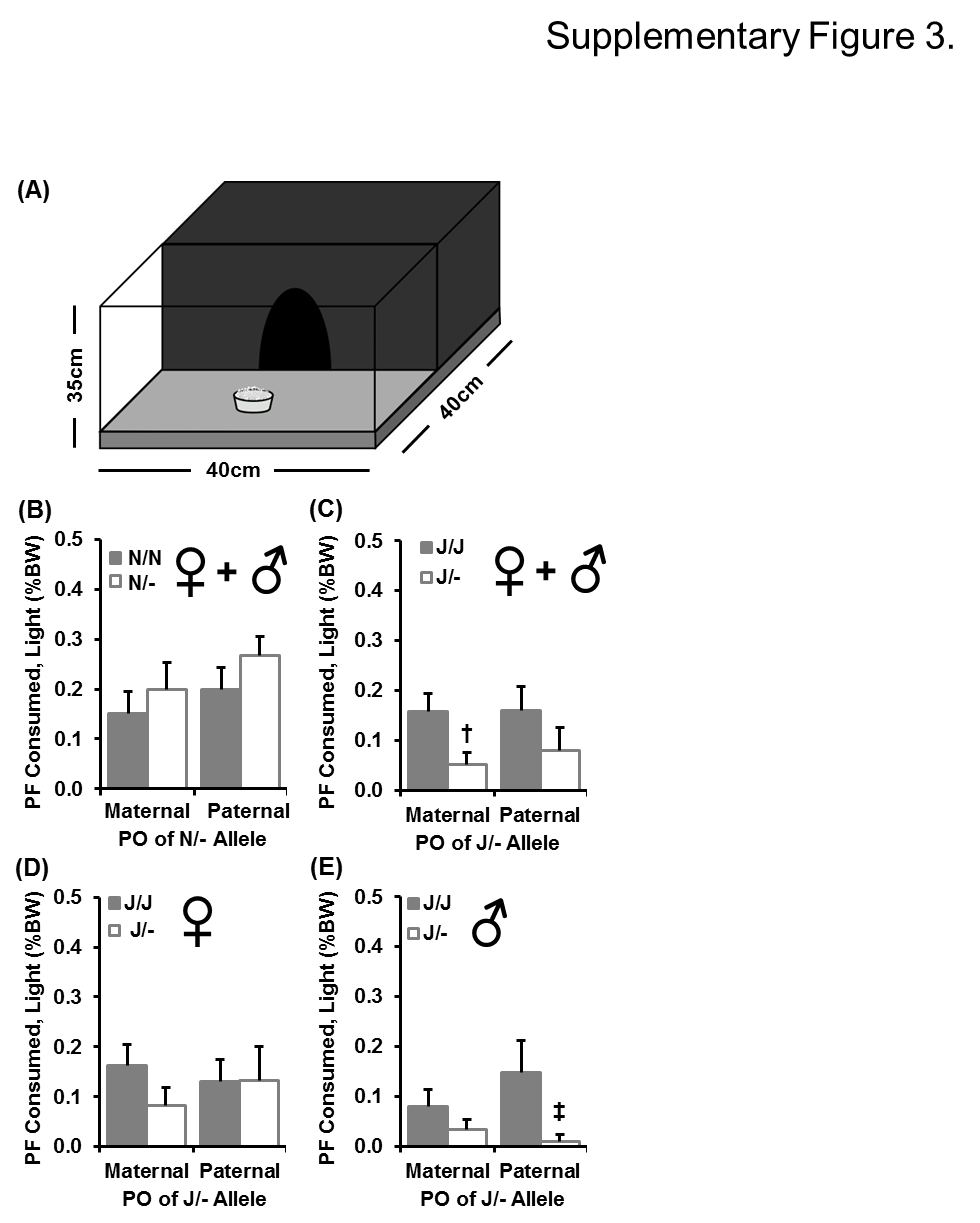 Supplementary Figure 3.
(A)
35cm
40cm
40cm
(B)
PF Consumed, Light (%BW)
0.5
0.4
0.3
0.2
0.1
0.0
N/N
N/-
♀ + ♂
Maternal Paternal
PO of N/- Allele
(C)
PF Consumed, Light (%BW)
0.5
0.4
0.3
0.2
0.1
0.0
J/J
J/-
♀ + ♂
†
Maternal Paternal
PO of J/- Allele
(D)
PF Consumed, Light (%BW)
0.5
0.4
0.3
0.2
0.1
0.0
J/J
J/-
♀
Maternal Paternal
PO of J/- Allele
(E)
PF Consumed, Light (%BW)
0.5
0.4
0.3
0.2
0.1
0.0
J/J
J/-
♂
‡
Maternal Paternal
PO of J/- Allele